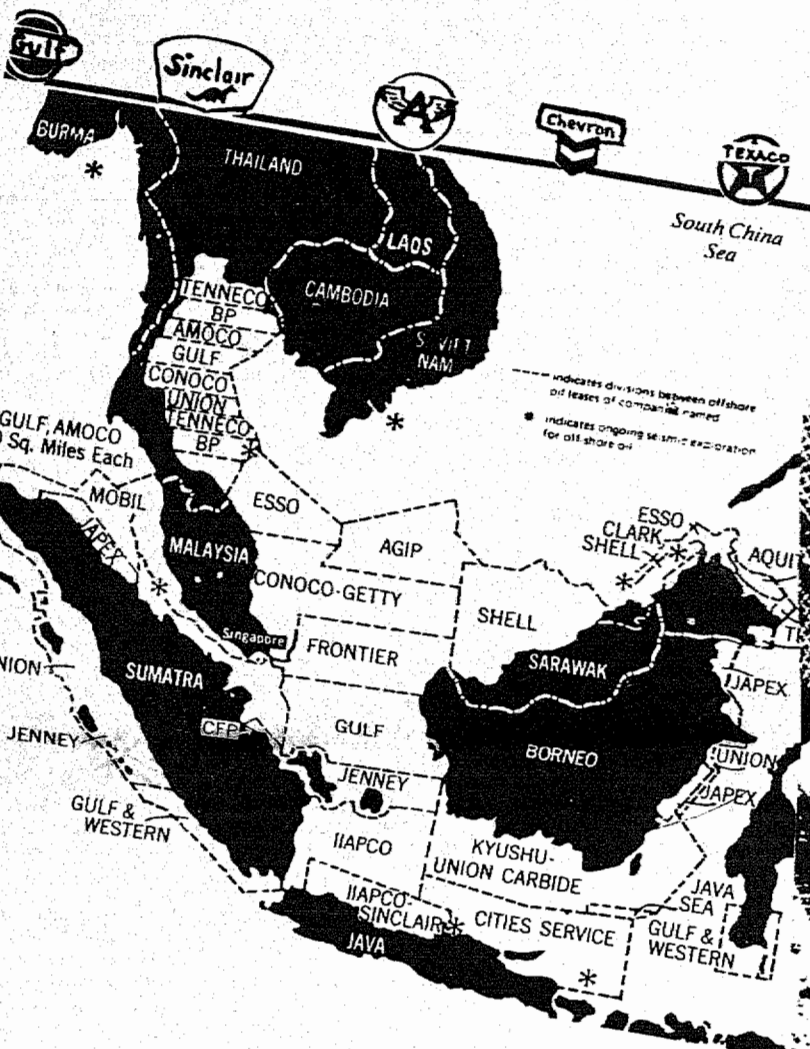 Gulf
Sinclair
A
Chevron
TEXACO
BURMA
*
THAILAND
South China
Sea
LAOS
CAMBODIA
S. VIET
NAM
*
TENNECO
BP
AMOCO
GULF
CONOCO
UNION
TENNECO
BP
*
indicates divisions between offshore
oil leases of companies named
* indicates ongoing seismic exploration
for off shore oil
GULF, AMOCO
Sq. Miles Each
MOBIL
JAPEX
*
ESSO
MALAYSIA
AGIP
CONOCO-GETTY
ESSO
CLARK
SHELL
*
*
AQUIT
SHELL
Singapore
FRONTIER
SARAWAK
NION
SUMATRA
JAPEX
JENNEY
CFP
GULF
BORNEO
UNION
JENNEY
JAPEX
GULF &
WESTERN
IIAPCO
KYUSHU-
UNION CARBIDE
IIAPCO-
SINCLAIR
*
CITIES SERVICE
*
JAVA
SEA
GULF &
WESTERN
JAVA